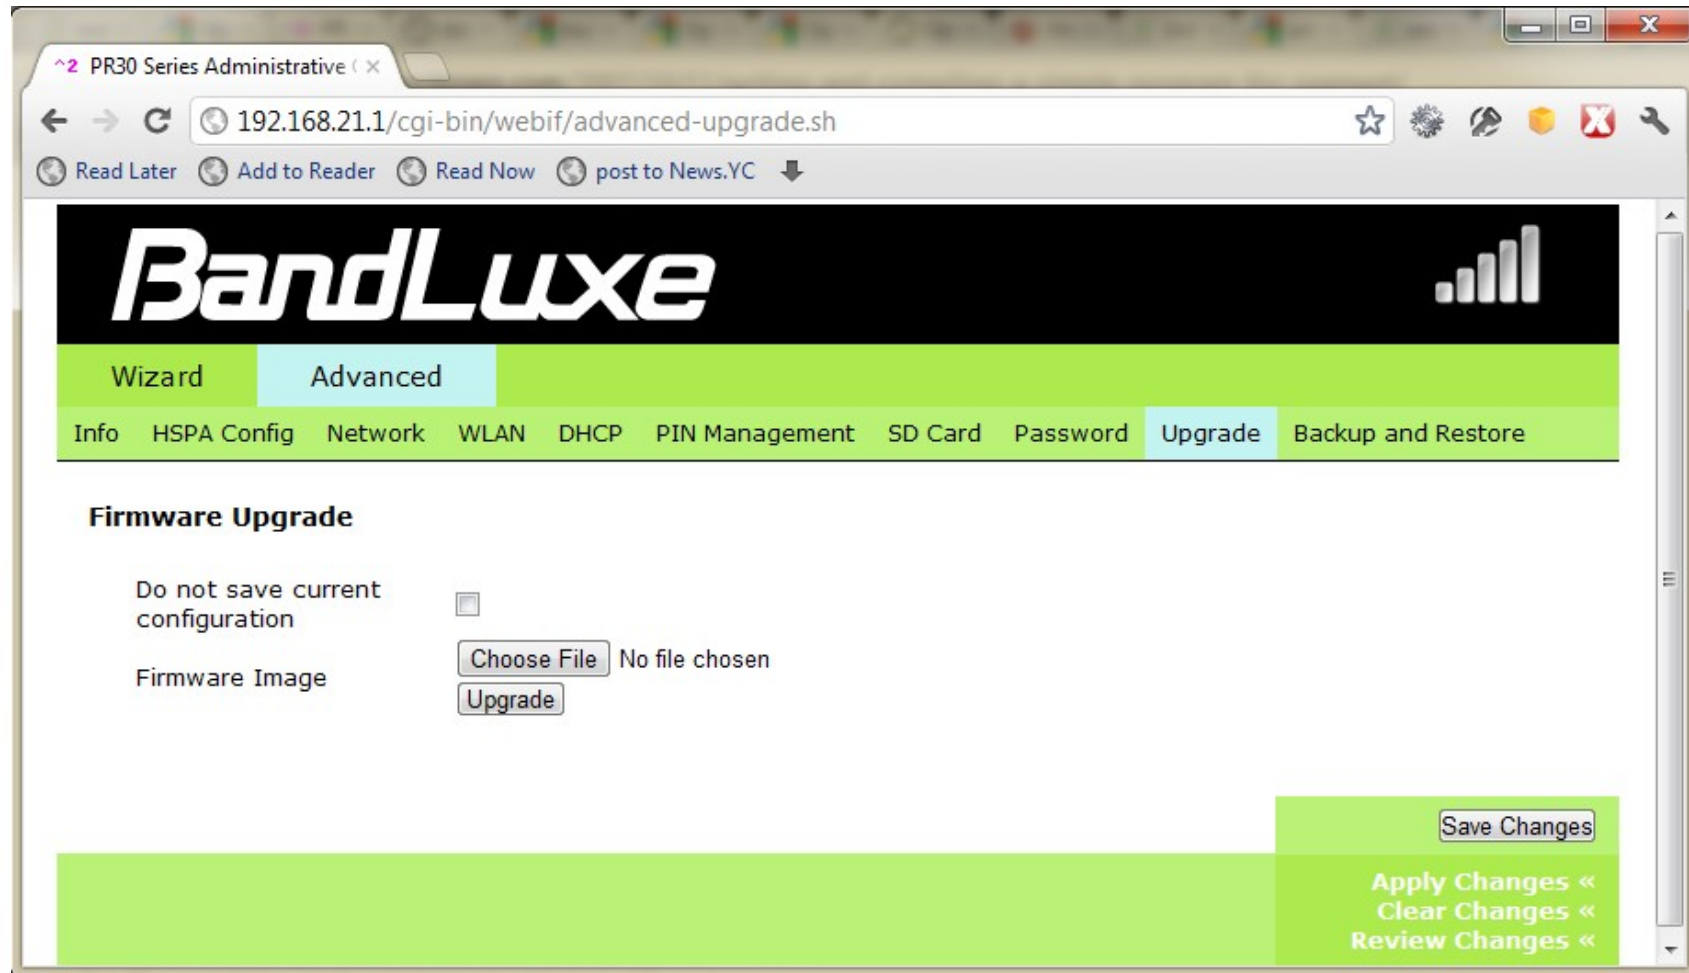 ^2 PR30 Series Administrative (
192.168.21.1/cgi-bin/webif/advanced-upgrade.sh
Read Later Add to Reader Read Now post to News.YC
BandLuxe
Wizard Advanced
Info HSPA Config Network WLAN DHCP PIN Management SD Card Password Upgrade Backup and Restore
Firmware Upgrade
Do not save current
configuration
Firmware Image Choose File No file chosen
Upgrade
Save Changes
Apply Changes «
Clear Changes «
Review Changes «